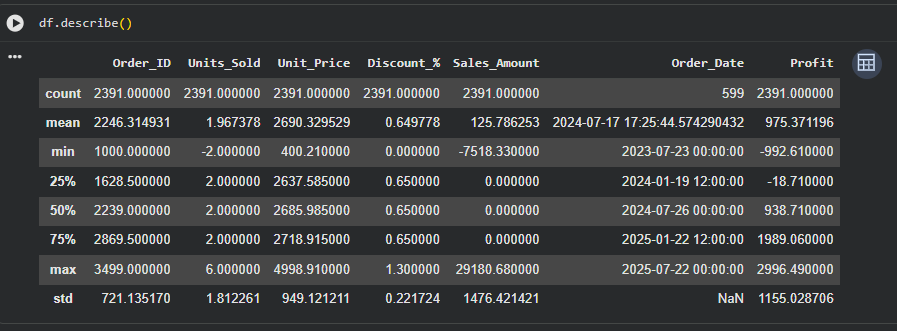 df.describe()
Order_ID Units_Sold Unit_Price Discount_% Sales_Amount Order_Date Profit
count 2391.000000 2391.000000 2391.000000 2391.000000 2391.000000 599 2391.000000
mean 2246.314931 1.967378 2690.329529 0.649778 125.786253 2024-07-17 17:25:44.574290432 975.371196
min 1000.000000 -2.000000 400.210000 0.000000 -7518.330000 2023-07-23 00:00:00 -992.610000
25% 1628.500000 2.000000 2637.585000 0.650000 0.000000 2024-01-19 12:00:00 -18.710000
50% 2239.000000 2.000000 2685.985000 0.650000 0.000000 2024-07-26 00:00:00 938.710000
75% 2869.500000 2.000000 2718.915000 0.650000 0.000000 2025-01-22 12:00:00 1989.060000
max 3499.000000 6.000000 4998.910000 1.300000 29180.680000 2025-07-22 00:00:00 2996.490000
std 721.135170 1.812261 949.121211 0.221724 1476.421421 NaN 1155.028706